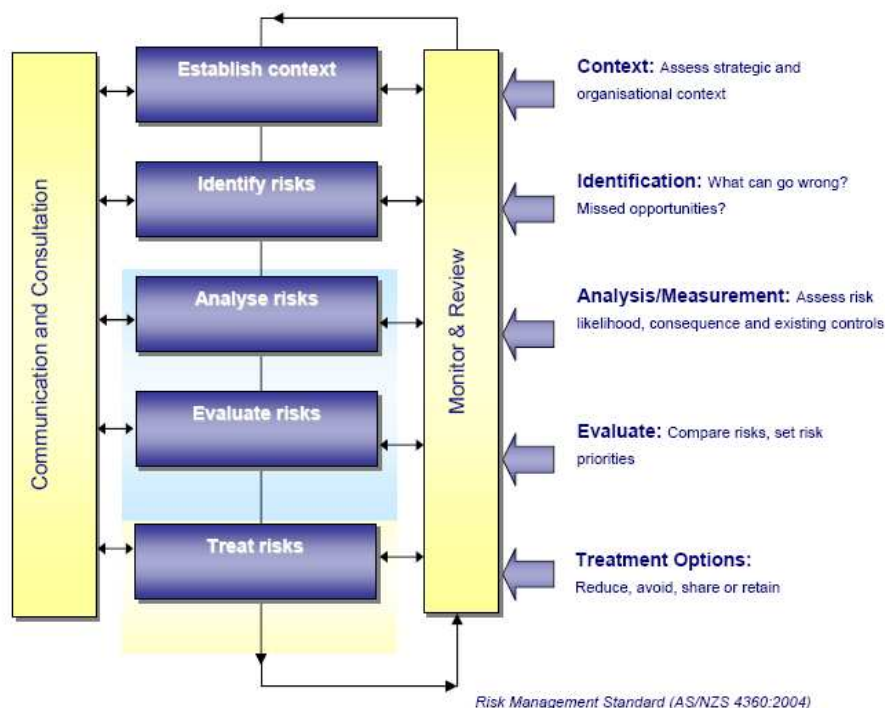 Establish context
Identify risks
Analyse risks
Evaluate risks
Treat risks
Communication and Consultation
Monitor & Review
Context: Assess strategic and
organisational context
Identification: What can go wrong?
Missed opportunities?
Analysis/Measurement: Assess risk
likelihood, consequence and existing controls
Evaluate: Compare risks, set risk
priorities
Treatment Options:
Reduce, avoid, share or retain
Risk Management Standard (AS/NZS 4360:2004)